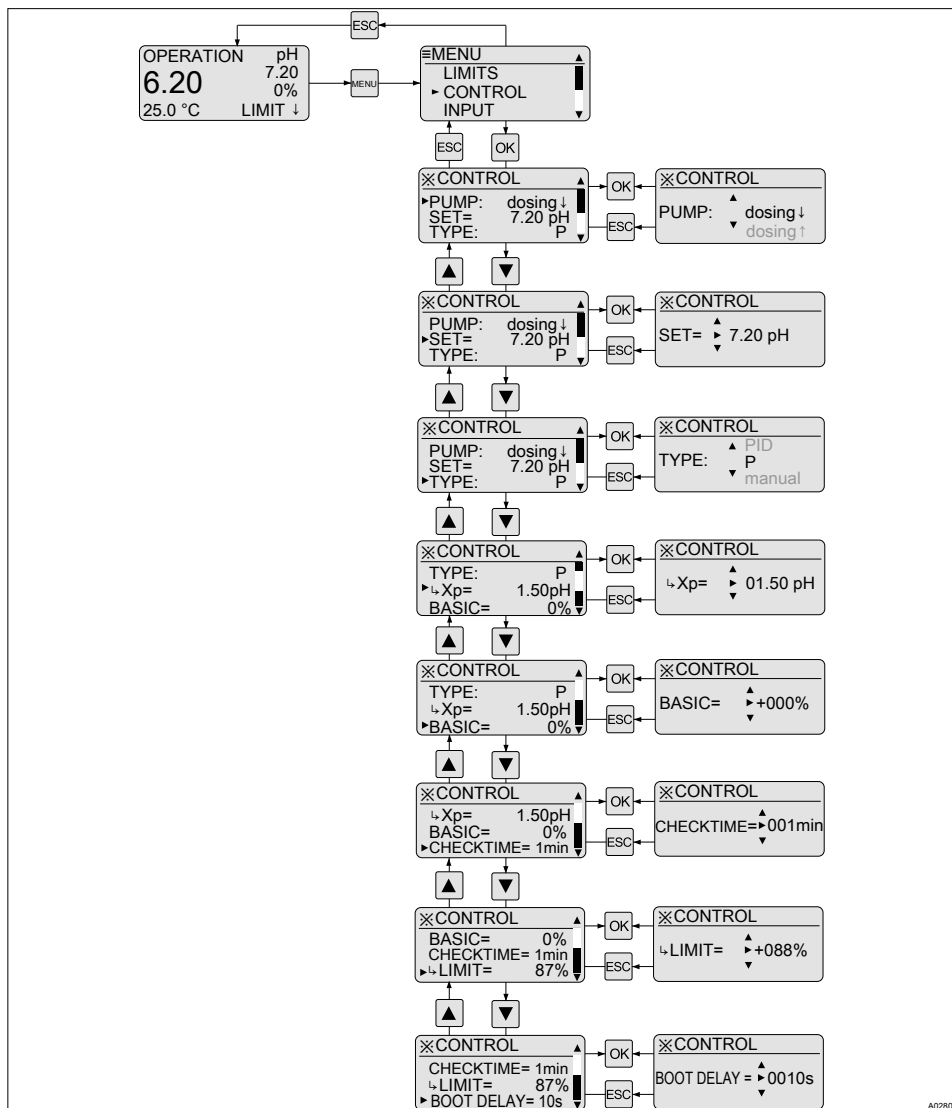 ESC
OPERATION pH
6.20 7.20
0%
25.0 °C LIMIT ↓
MENU
≡MENU
LIMITS
▸ CONTROL
INPUT
ESC
OK
※CONTROL
▸PUMP: dosing↓
SET= 7.20 pH
TYPE: P
OK
ESC
※CONTROL
PUMP: dosing↓
dosing↑
※CONTROL
PUMP: dosing↓
▸SET= 7.20 pH
TYPE: P
OK
ESC
※CONTROL
SET= ▸ 7.20 pH
※CONTROL
PUMP: dosing↓
SET= 7.20 pH
▸TYPE: P
OK
ESC
※CONTROL
PID
TYPE: P
manual
※CONTROL
TYPE: P
▸↳Xp= 1.50pH
BASIC= 0%
OK
ESC
※CONTROL
↳Xp= ▸ 01.50 pH
※CONTROL
TYPE: P
↳Xp= 1.50pH
▸BASIC= 0%
OK
ESC
※CONTROL
BASIC= ▸+000%
※CONTROL
↳Xp= 1.50pH
BASIC= 0%
▸CHECKTIME= 1min
OK
ESC
※CONTROL
CHECKTIME=▸001min
※CONTROL
BASIC= 0%
CHECKTIME= 1min
▸↳LIMIT= 87%
OK
ESC
※CONTROL
↳LIMIT= ▸+088%
※CONTROL
CHECKTIME= 1min
↳LIMIT= 87%
▸BOOT DELAY= 10s
OK
ESC
※CONTROL
BOOT DELAY = ▸0010s
A0280